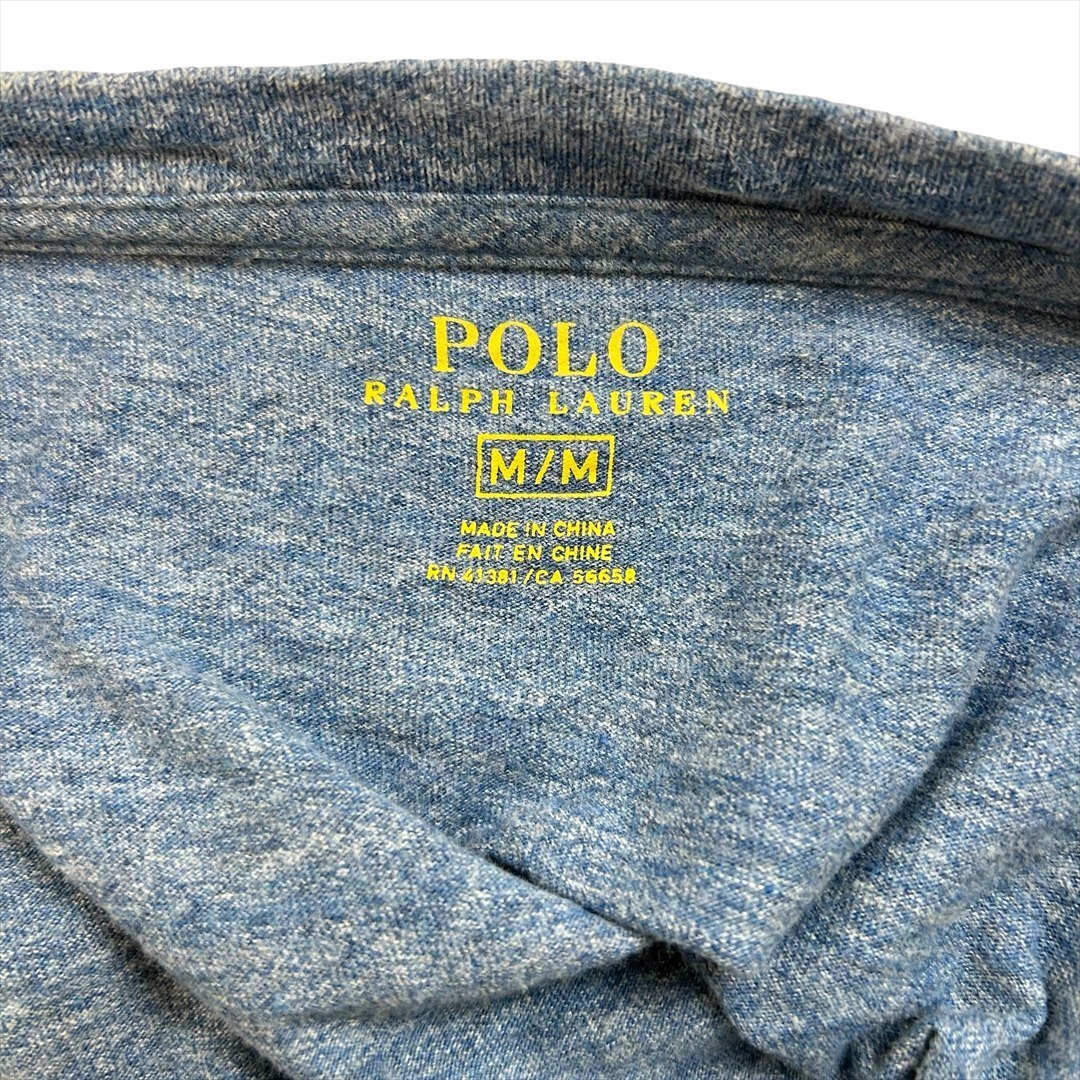 POLO
RALPH LAUREN
M/M
MADE IN CHINA
FAIT EN CHINE
RN 41381/CA 56658